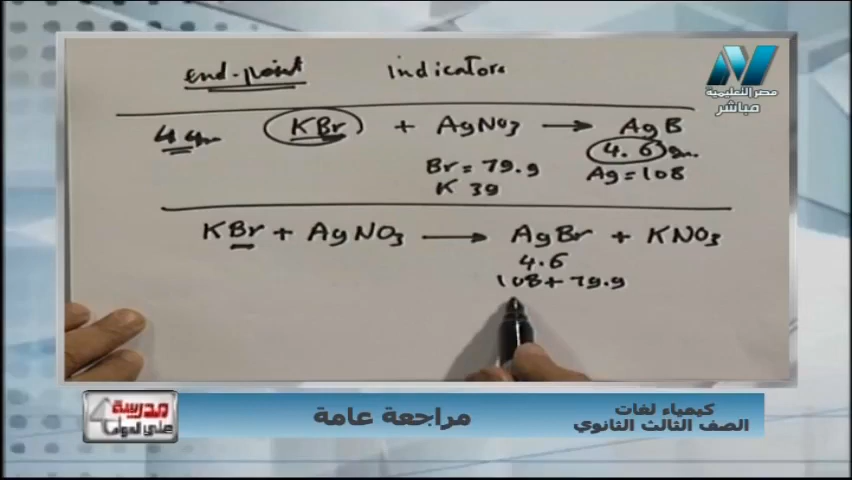 end-point indicators
مصر التعليمية
مباشر
4 gm KBr + AgNO3 → AgB
4.6 gm.
Br = 79.9 Ag = 108
K 39
KBr + AgNO3 → AgBr + KNO3
4.6
108 + 79.9
مدرسة
على الهواء
مراجعة عامة
كيمياء لغات
الصف الثالث الثانوي